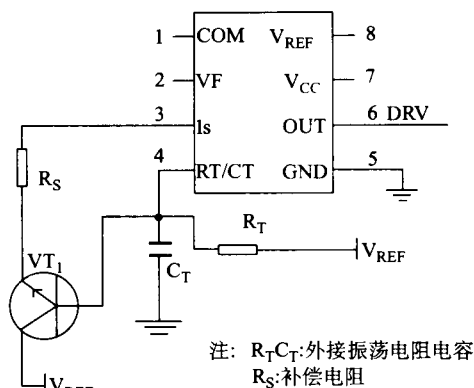 1 COM V_REF 8
2 VF V_CC 7
3 Is OUT 6 DRV
4 RT/CT GND 5
R_S
R_T
V_REF
C_T
VT_1
V_REF
注: R_TC_T:外接振荡电阻电容
R_S:补偿电阻